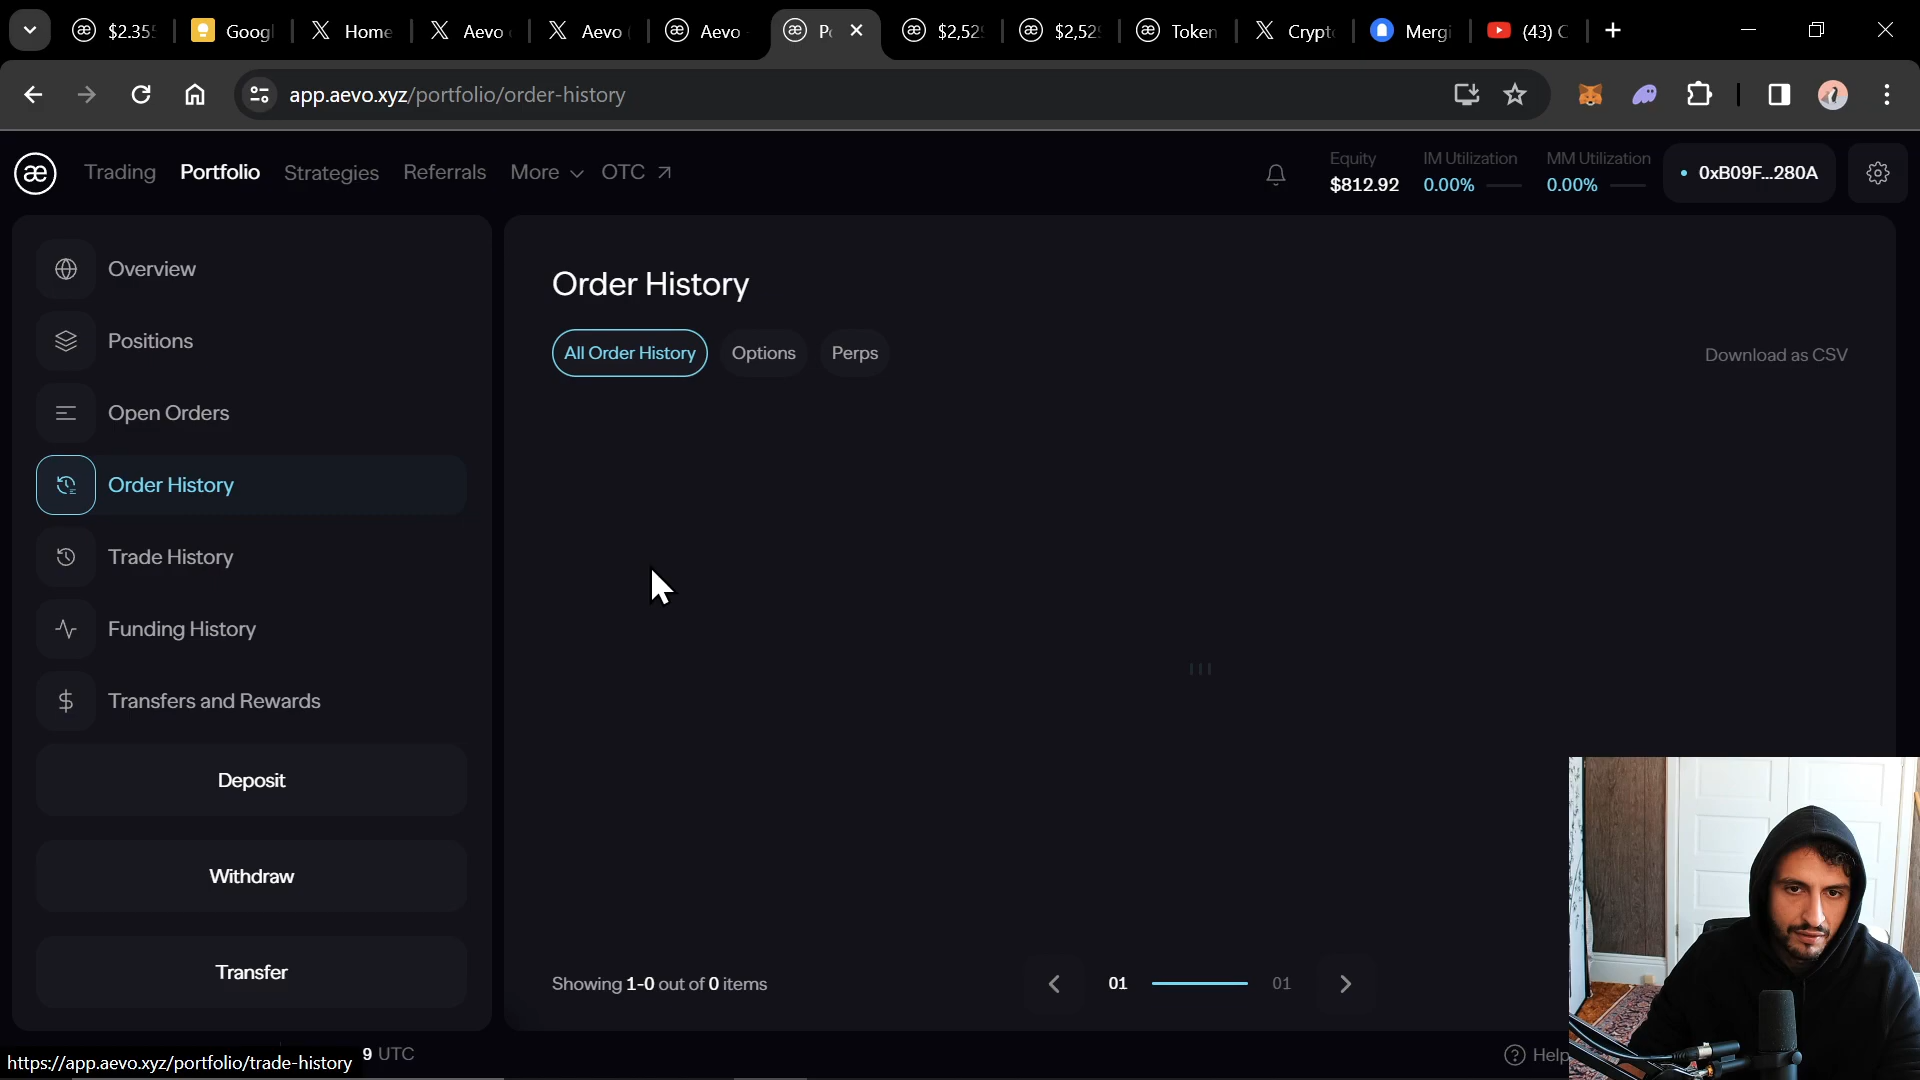 $2.35
Googl
Home
Aevo
Aevo
Aevo
$2,52
$2,52
Token
Crypt
Mergi
(43) C
app.aevo.xyz/portfolio/order-history
æ
Trading
Portfolio
Strategies
Referrals
More
OTC
Equity
$812.92
IM Utilization
0.00%
MM Utilization
0.00%
0xB09F...280A
Overview
Positions
Open Orders
Order History
Trade History
Funding History
Transfers and Rewards
Deposit
Withdraw
Transfer
Order History
All Order History
Options
Perps
Download as CSV
Showing 1-0 out of 0 items
01
01
https://app.aevo.xyz/portfolio/trade-history
9 UTC
Help